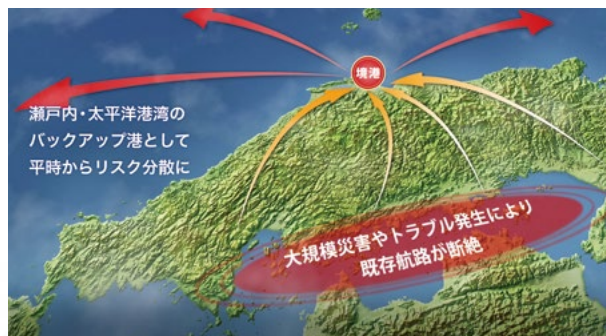 境港
瀬戸内・太平洋港湾の
バックアップ港として
平時からリスク分散に
大規模災害やトラブル発生により
既存航路が断絶